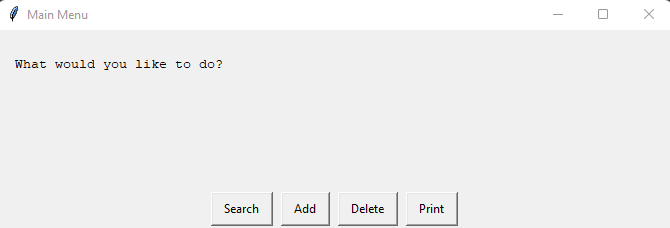 Main Menu
What would you like to do?
Search Add Delete Print